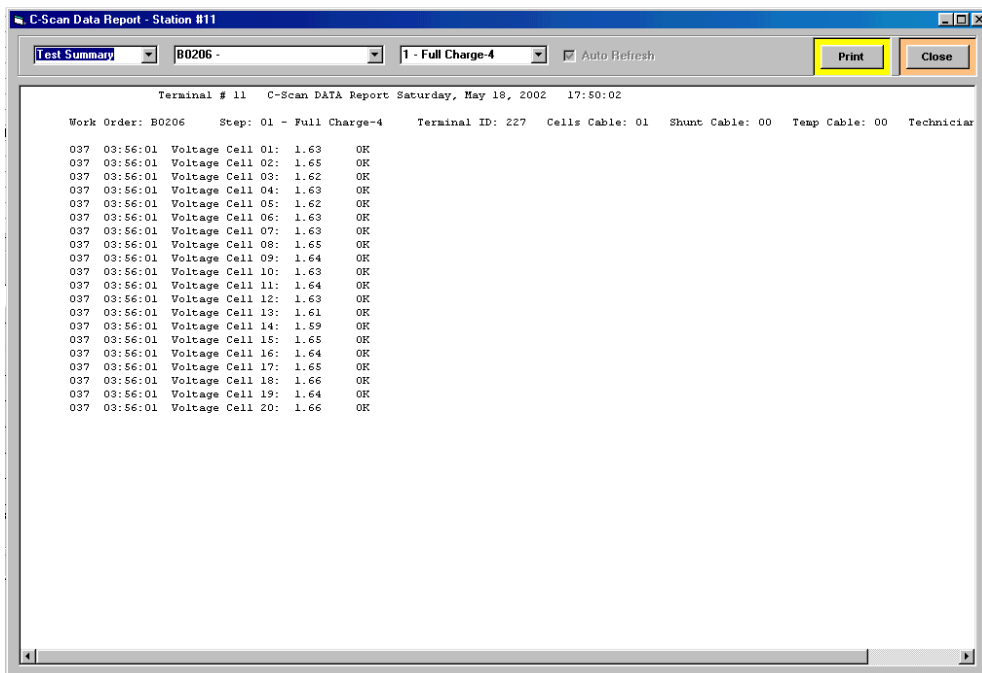 C-Scan Data Report - Station #11
Test Summary B0206 - 1 - Full Charge-4 Auto Refresh Print Close
Terminal # 11 C-Scan DATA Report Saturday, May 18, 2002 17:50:02
Work Order: B0206 Step: 01 - Full Charge-4 Terminal ID: 227 Cells Cable: 01 Shunt Cable: 00 Temp Cable: 00 Technician
037 03:56:01 Voltage Cell 01: 1.63 OK
037 03:56:01 Voltage Cell 02: 1.65 OK
037 03:56:01 Voltage Cell 03: 1.62 OK
037 03:56:01 Voltage Cell 04: 1.63 OK
037 03:56:01 Voltage Cell 05: 1.62 OK
037 03:56:01 Voltage Cell 06: 1.63 OK
037 03:56:01 Voltage Cell 07: 1.63 OK
037 03:56:01 Voltage Cell 08: 1.65 OK
037 03:56:01 Voltage Cell 09: 1.64 OK
037 03:56:01 Voltage Cell 10: 1.63 OK
037 03:56:01 Voltage Cell 11: 1.64 OK
037 03:56:01 Voltage Cell 12: 1.63 OK
037 03:56:01 Voltage Cell 13: 1.61 OK
037 03:56:01 Voltage Cell 14: 1.59 OK
037 03:56:01 Voltage Cell 15: 1.65 OK
037 03:56:01 Voltage Cell 16: 1.64 OK
037 03:56:01 Voltage Cell 17: 1.65 OK
037 03:56:01 Voltage Cell 18: 1.66 OK
037 03:56:01 Voltage Cell 19: 1.64 OK
037 03:56:01 Voltage Cell 20: 1.66 OK